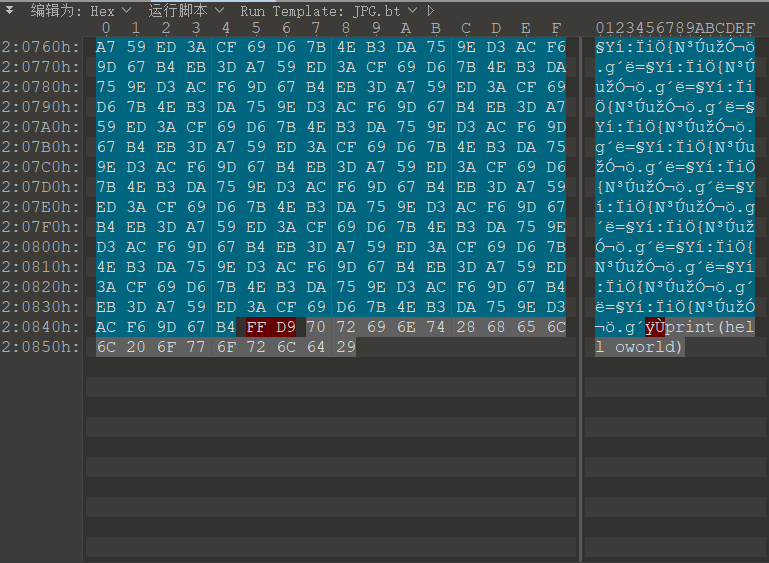 编辑为: Hex 运行脚本 Run Template: JPG.bt
0 1 2 3 4 5 6 7 8 9 A B C D E F 0123456789ABCDEF
2:0760h: A7 59 ED 3A CF 69 D6 7B 4E B3 DA 75 9E D3 AC F6 §Yí:ÏiÖ{N³ÚužÓ¬ö
2:0770h: 9D 67 B4 EB 3D A7 59 ED 3A CF 69 D6 7B 4E B3 DA .g´ë=§Yí:ÏiÖ{N³Ú
2:0780h: 75 9E D3 AC F6 9D 67 B4 EB 3D A7 59 ED 3A CF 69 užÓ¬ö.g´ë=§Yí:Ïi
2:0790h: D6 7B 4E B3 DA 75 9E D3 AC F6 9D 67 B4 EB 3D A7 Ö{N³ÚužÓ¬ö.g´ë=§
2:07A0h: 59 ED 3A CF 69 D6 7B 4E B3 DA 75 9E D3 AC F6 9D Yí:ÏiÖ{N³ÚužÓ¬ö.
2:07B0h: 67 B4 EB 3D A7 59 ED 3A CF 69 D6 7B 4E B3 DA 75 g´ë=§Yí:ÏiÖ{N³Úu
2:07C0h: 9E D3 AC F6 9D 67 B4 EB 3D A7 59 ED 3A CF 69 D6 žÓ¬ö.g´ë=§Yí:ÏiÖ
2:07D0h: 7B 4E B3 DA 75 9E D3 AC F6 9D 67 B4 EB 3D A7 59 {N³ÚužÓ¬ö.g´ë=§Y
2:07E0h: ED 3A CF 69 D6 7B 4E B3 DA 75 9E D3 AC F6 9D 67 í:ÏiÖ{N³ÚužÓ¬ö.g
2:07F0h: B4 EB 3D A7 59 ED 3A CF 69 D6 7B 4E B3 DA 75 9E ´ë=§Yí:ÏiÖ{N³Úuž
2:0800h: D3 AC F6 9D 67 B4 EB 3D A7 59 ED 3A CF 69 D6 7B Ó¬ö.g´ë=§Yí:ÏiÖ{
2:0810h: 4E B3 DA 75 9E D3 AC F6 9D 67 B4 EB 3D A7 59 ED N³ÚužÓ¬ö.g´ë=§Yí
2:0820h: 3A CF 69 D6 7B 4E B3 DA 75 9E D3 AC F6 9D 67 B4 :ÏiÖ{N³ÚužÓ¬ö.g´
2:0830h: EB 3D A7 59 ED 3A CF 69 D6 7B 4E B3 DA 75 9E D3 ë=§Yí:ÏiÖ{N³ÚužÓ
2:0840h: AC F6 9D 67 B4 FF D9 70 72 69 6E 74 28 68 65 6C ¬ö.g´ÿÙprint(hel
2:0850h: 6C 20 6F 77 6F 72 6C 64 29 l oworld)